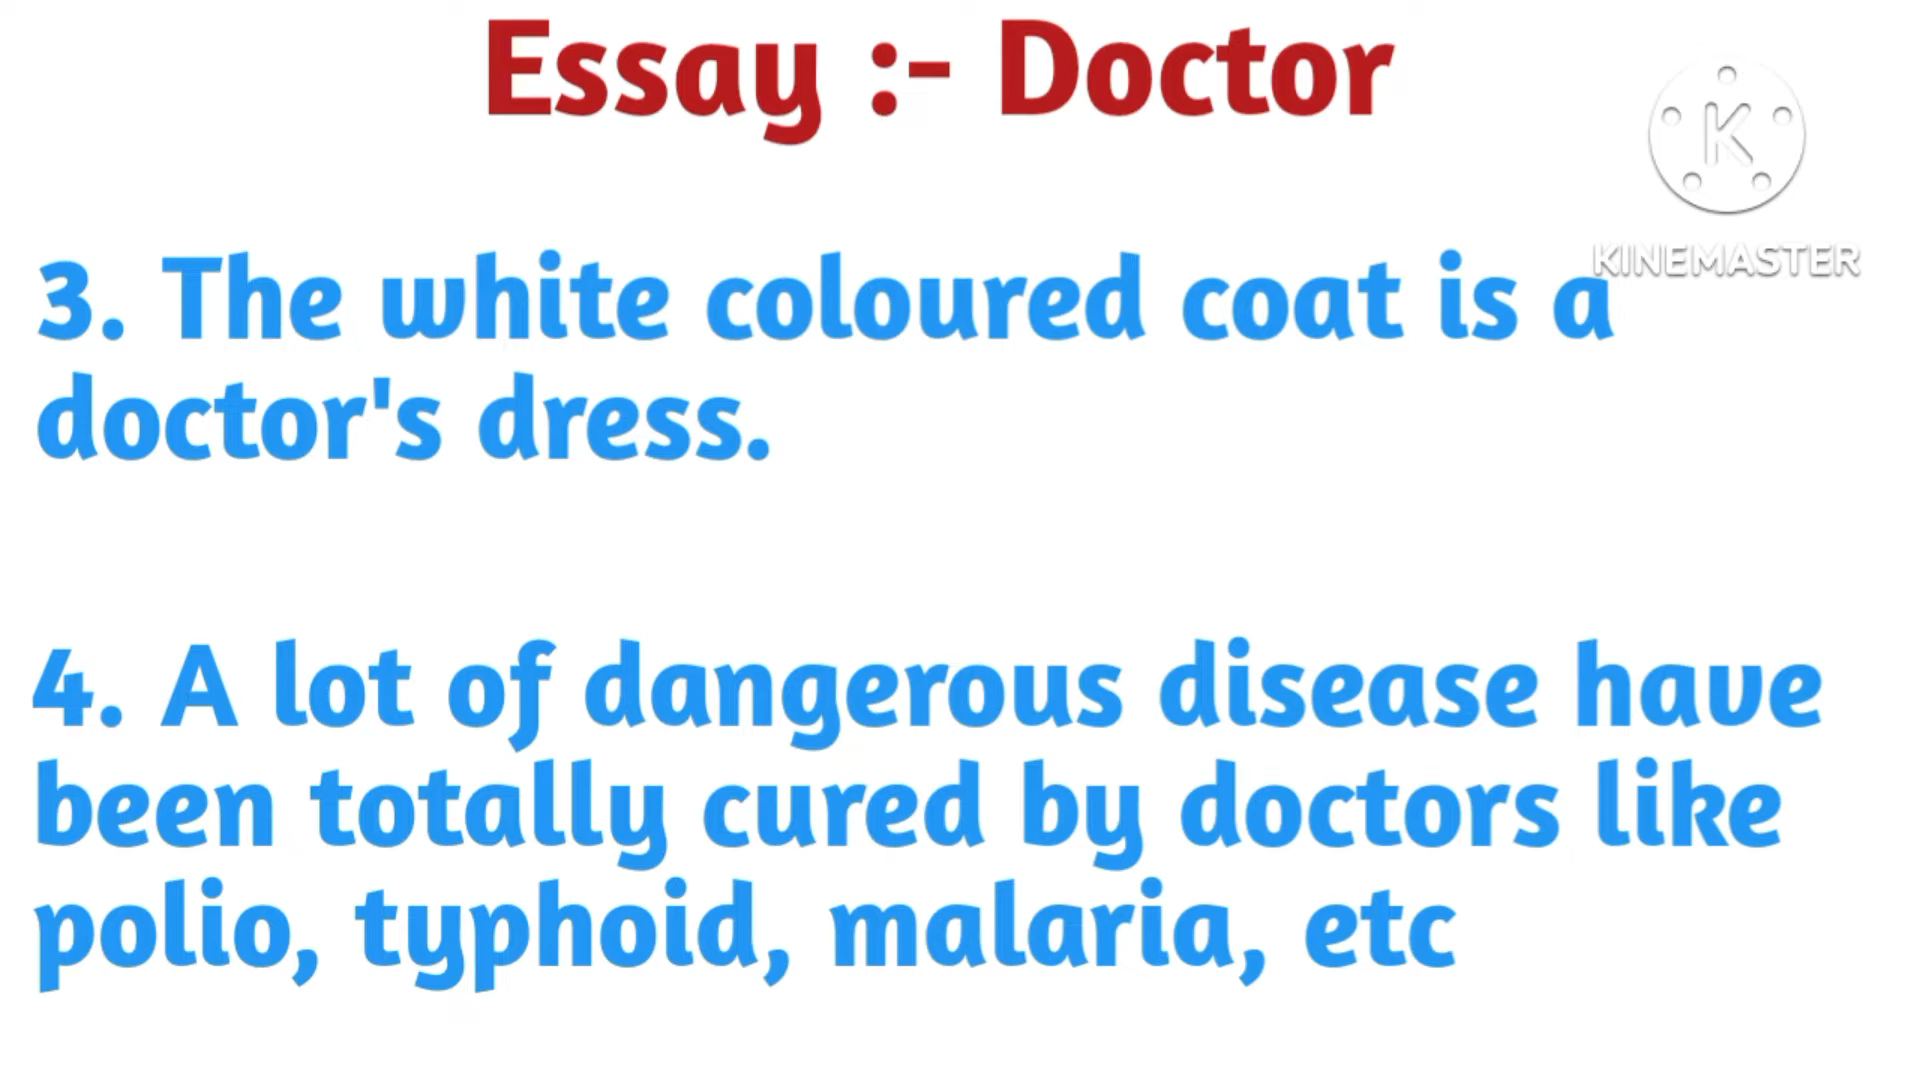 Essay :- Doctor
KINEMASTER
3. The white coloured coat is a
doctor's dress.
4. A lot of dangerous disease have
been totally cured by doctors like
polio, typhoid, malaria, etc